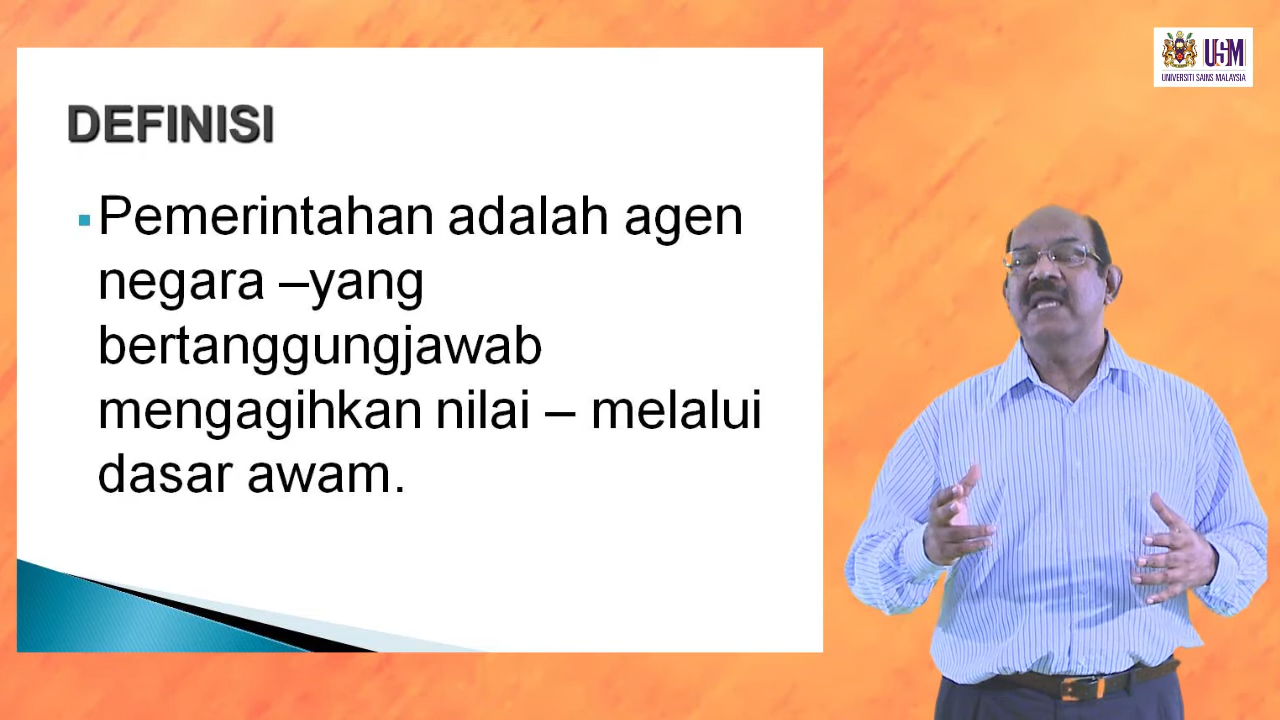 DEFINISI
▪Pemerintahan adalah agen
negara –yang
bertanggungjawab
mengagihkan nilai – melalui
dasar awam.
USM
UNIVERSITI SAINS MALAYSIA